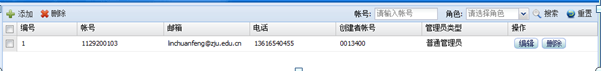 添加 删除 帐号: 请输入帐号 角色: 请选择角色 搜索 重置
编号 帐号 邮箱 电话 创建者帐号 管理员类型 操作
1 1129200103 linchuanfeng@zju.edu.cn 13616540455 0013400 普通管理员 编辑 删除